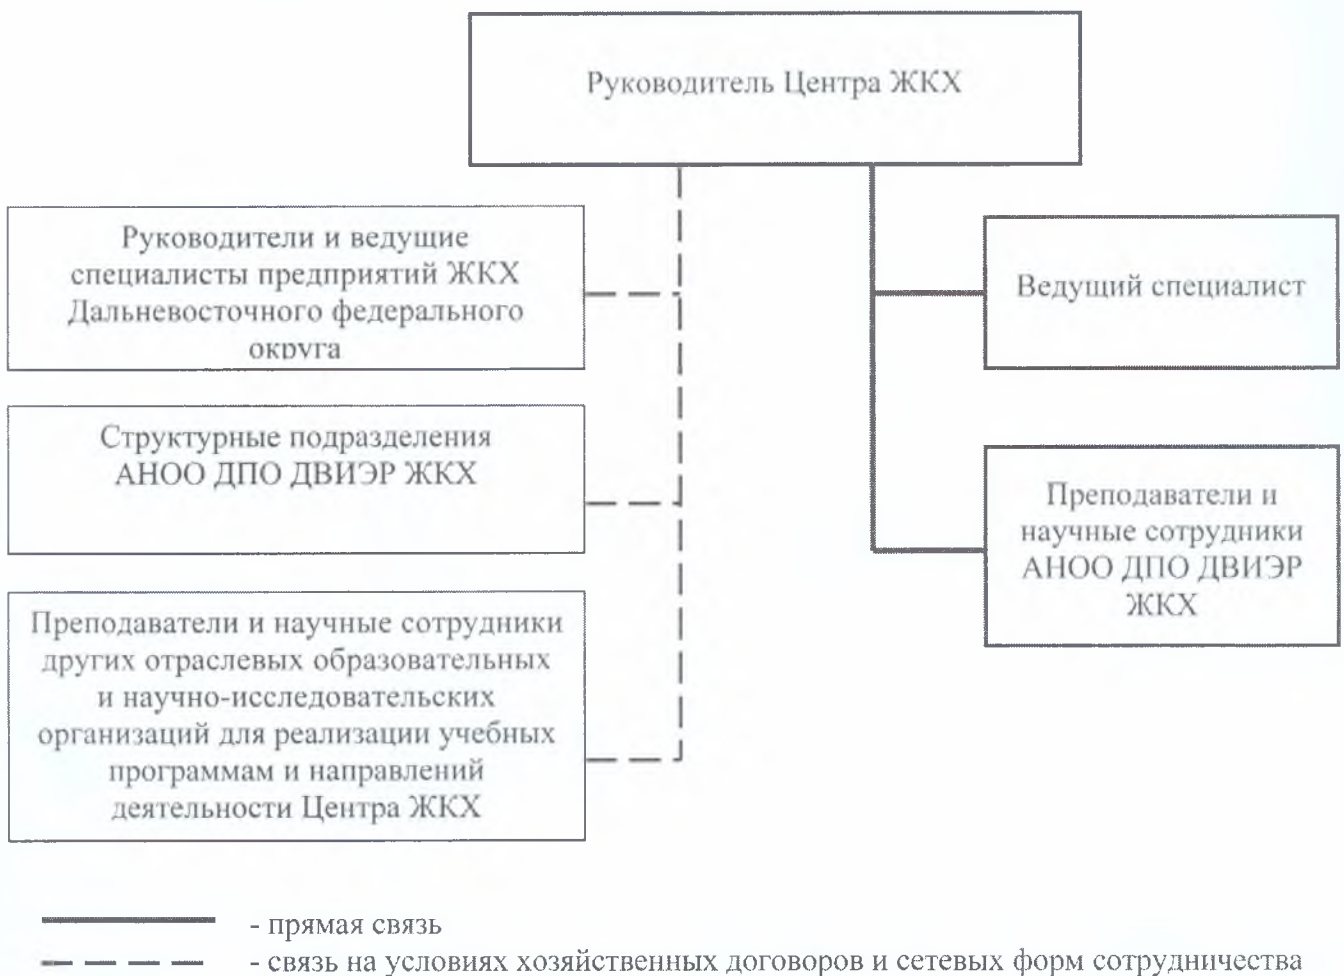 Руководитель Центра ЖКХ
Руководители и ведущие
специалисты предприятий ЖКХ
Дальневосточного федерального
округа
Ведущий специалист
Структурные подразделения
АНОО ДПО ДВИЭР ЖКХ
Преподаватели и
научные сотрудники
АНОО ДПО ДВИЭР
ЖКХ
Преподаватели и научные сотрудники
других отраслевых образовательных
и научно-исследовательских
организаций для реализации учебных
программам и направлений
деятельности Центра ЖКХ
- прямая связь
- связь на условиях хозяйственных договоров и сетевых форм сотрудничества